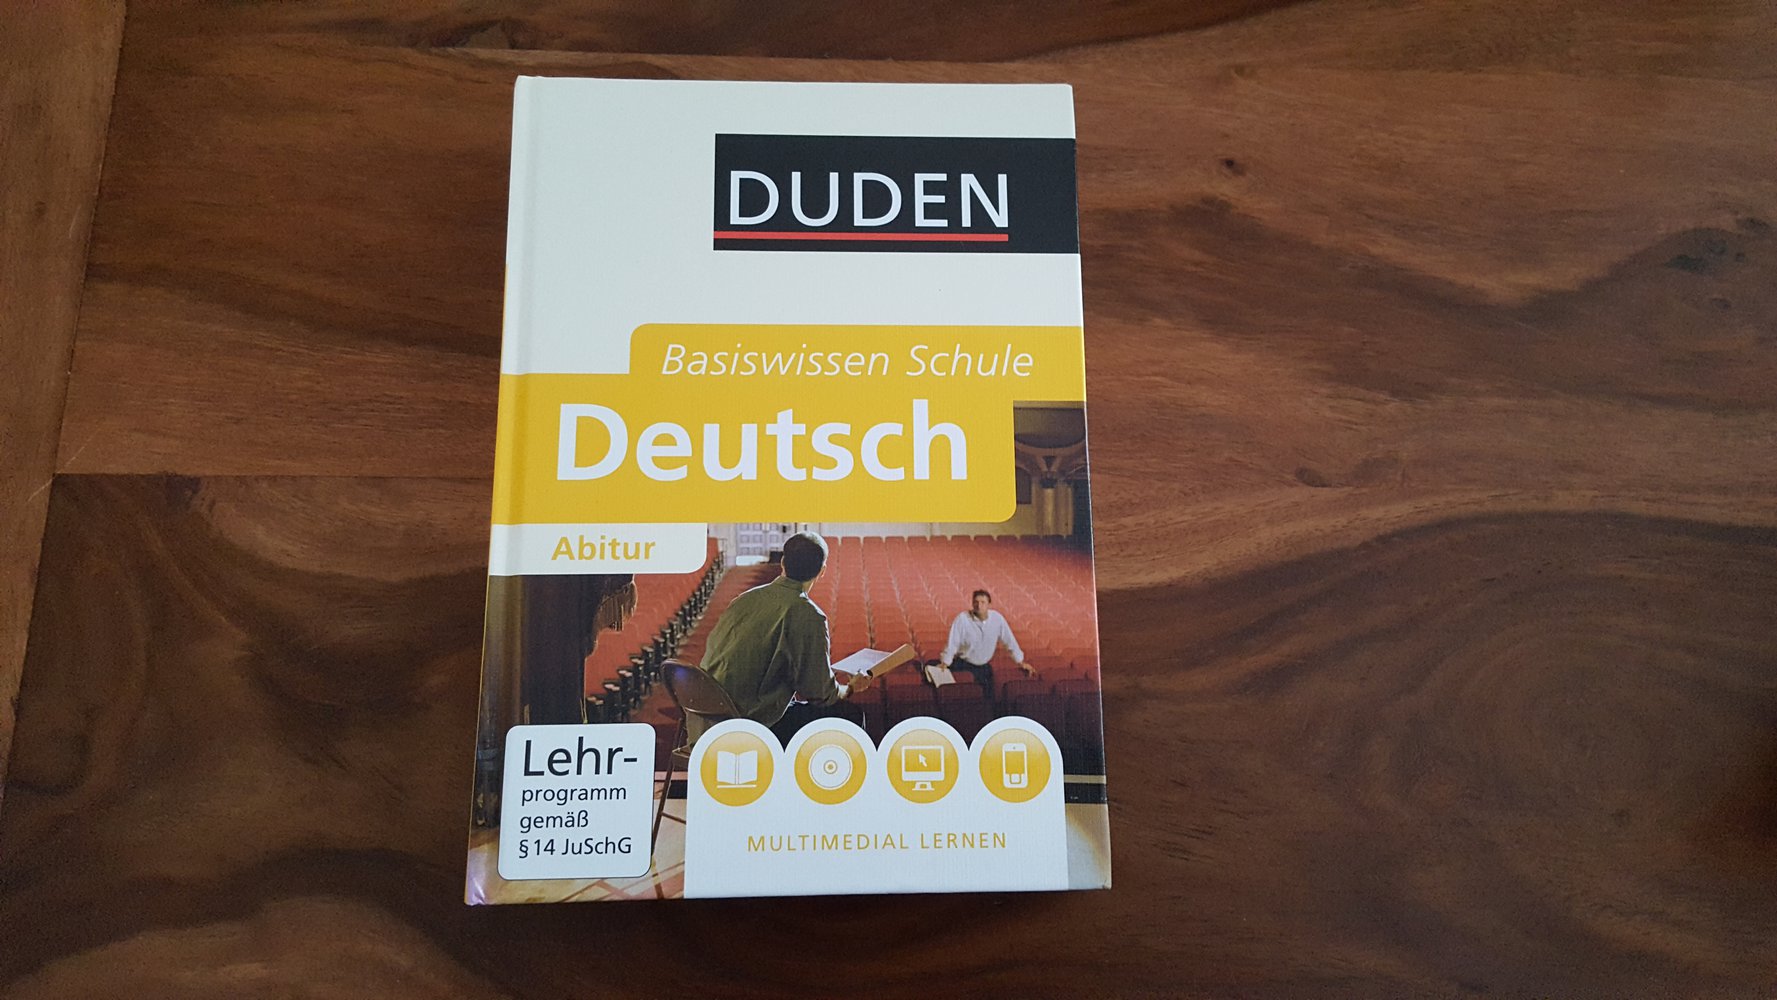 DUDEN
Basiswissen Schule
Deutsch
Abitur
Lehr-
programm
gemäß
§ 14 JuSchG
MULTIMEDIAL LERNEN